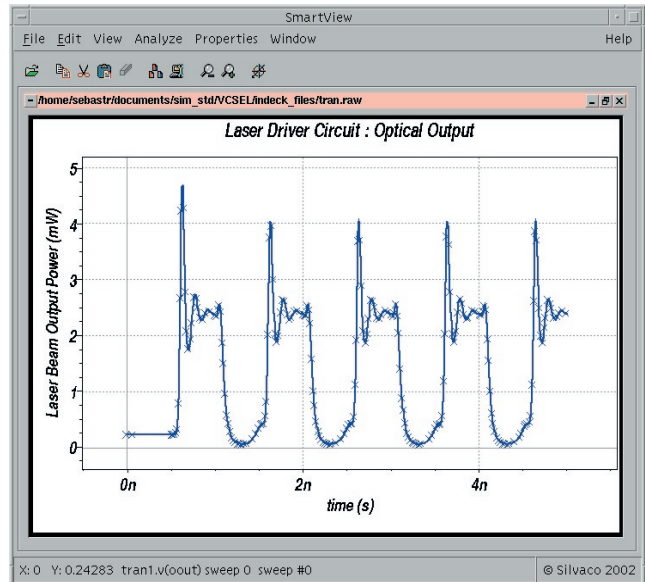 SmartView
File Edit View Analyze Properties Window Help
/home/sebastr/documents/sim_std/VCSEL/indeck_files/tran.raw
Laser Driver Circuit : Optical Output
Laser Beam Output Power (mW)
5
4
3
2
1
0
0n 2n 4n
time (s)
X: 0 Y: 0.24283 tran1.v(oout) sweep 0 sweep #0 © Silvaco 2002